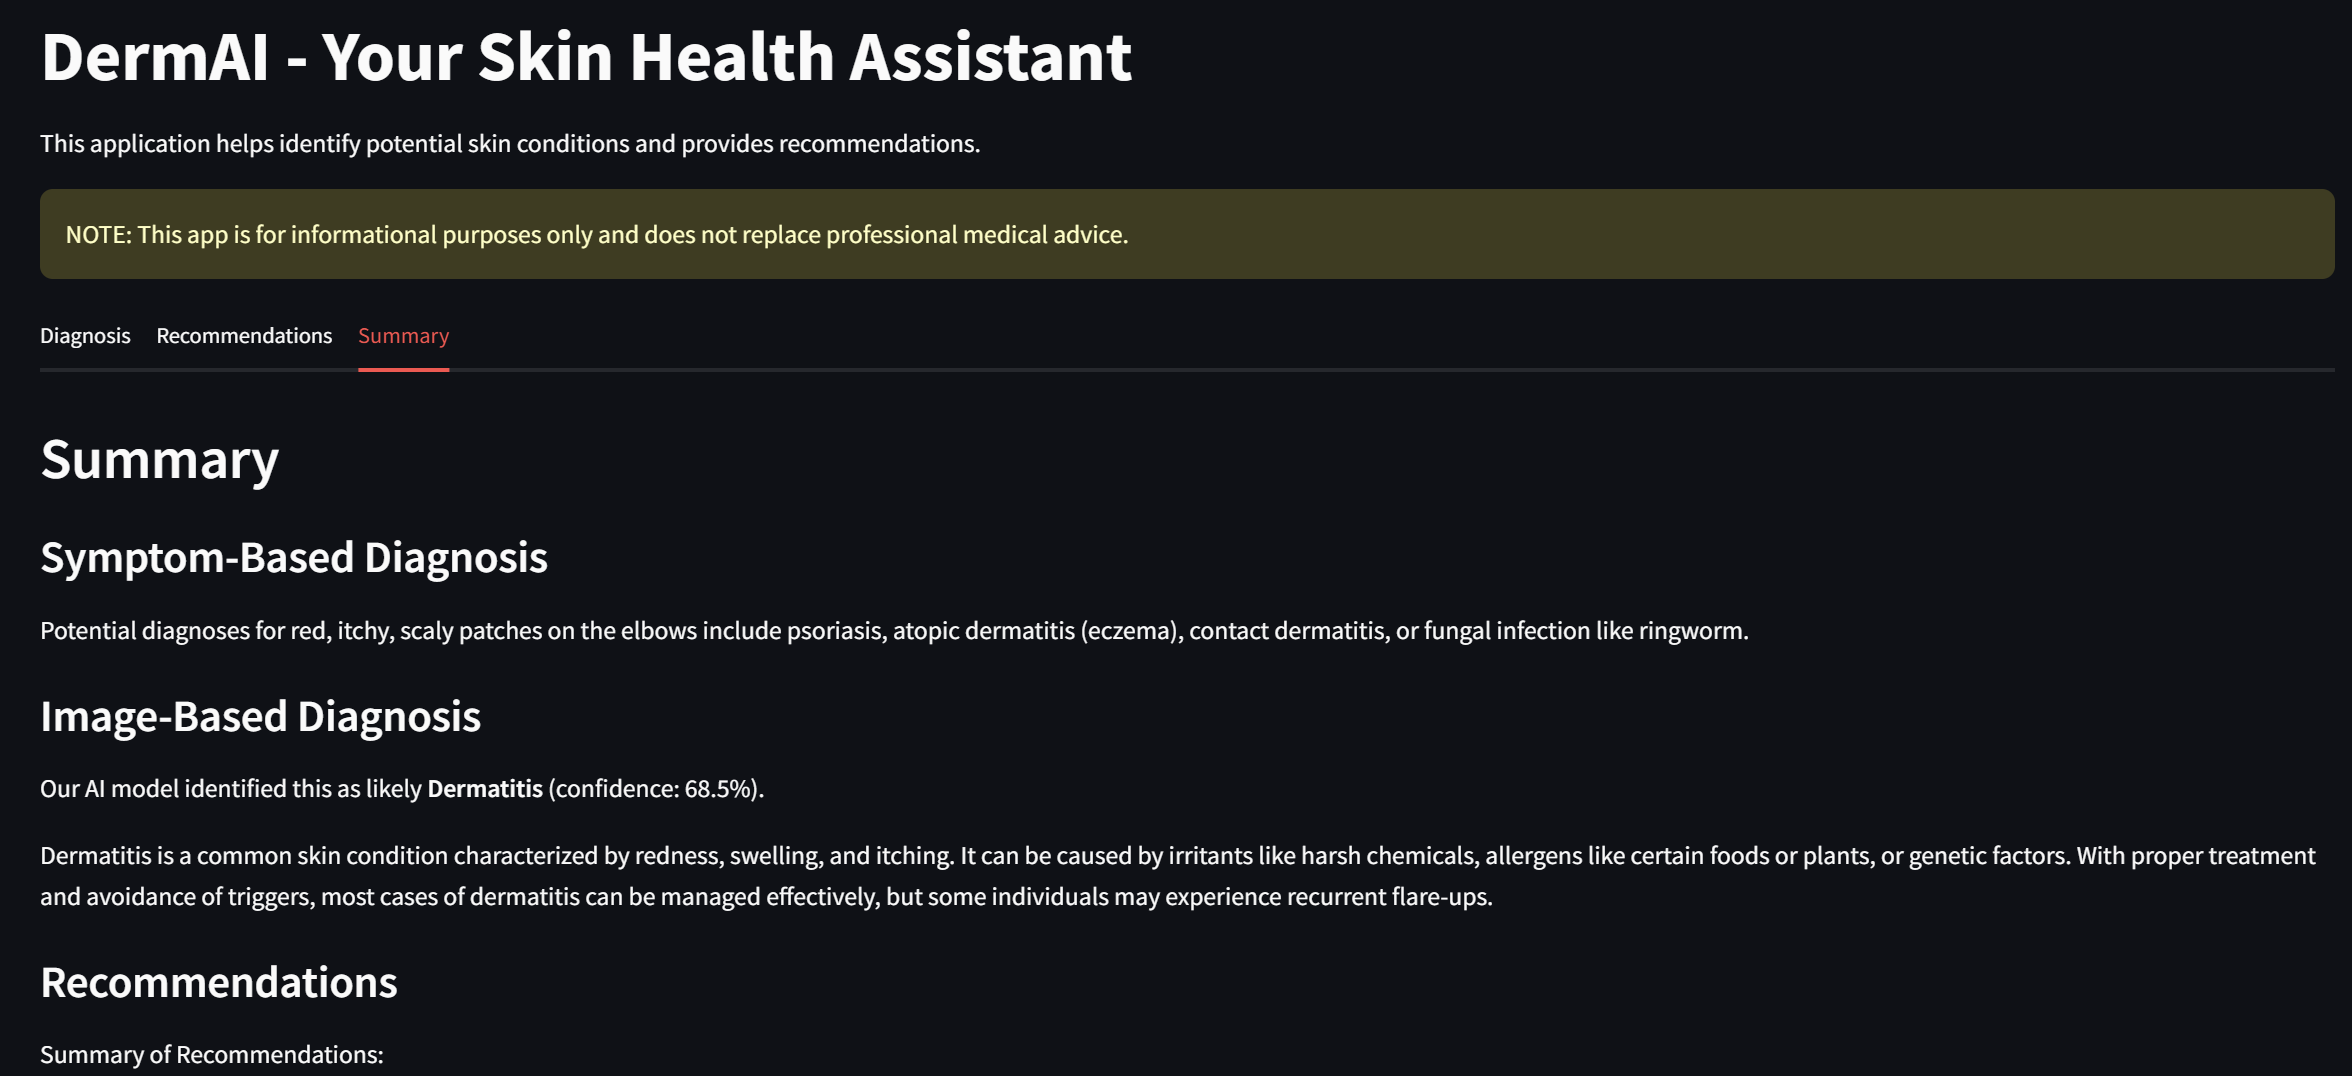 DermAI - Your Skin Health Assistant
This application helps identify potential skin conditions and provides recommendations.
NOTE: This app is for informational purposes only and does not replace professional medical advice.
Diagnosis Recommendations Summary
Summary
Symptom-Based Diagnosis
Potential diagnoses for red, itchy, scaly patches on the elbows include psoriasis, atopic dermatitis (eczema), contact dermatitis, or fungal infection like ringworm.
Image-Based Diagnosis
Our AI model identified this as likely Dermatitis (confidence: 68.5%).
Dermatitis is a common skin condition characterized by redness, swelling, and itching. It can be caused by irritants like harsh chemicals, allergens like certain foods or plants, or genetic factors. With proper treatment
and avoidance of triggers, most cases of dermatitis can be managed effectively, but some individuals may experience recurrent flare-ups.
Recommendations
Summary of Recommendations: